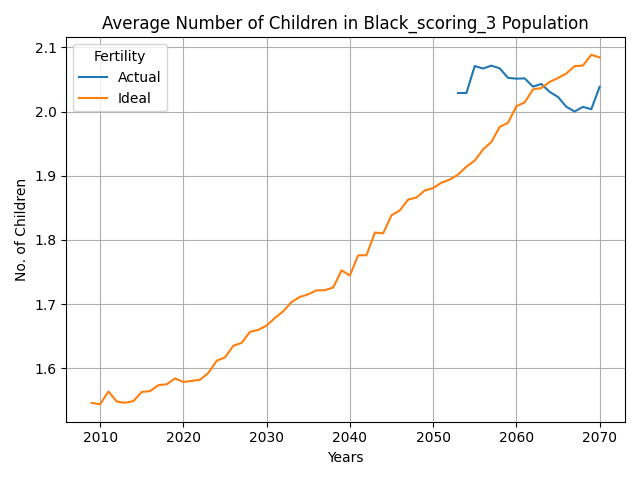 Average Number of Children in Black_scoring_3 Population
Fertility
Actual
Ideal
No. of Children
2.1
2.0
1.9
1.8
1.7
1.6
2010 2020 2030 2040 2050 2060 2070
Years